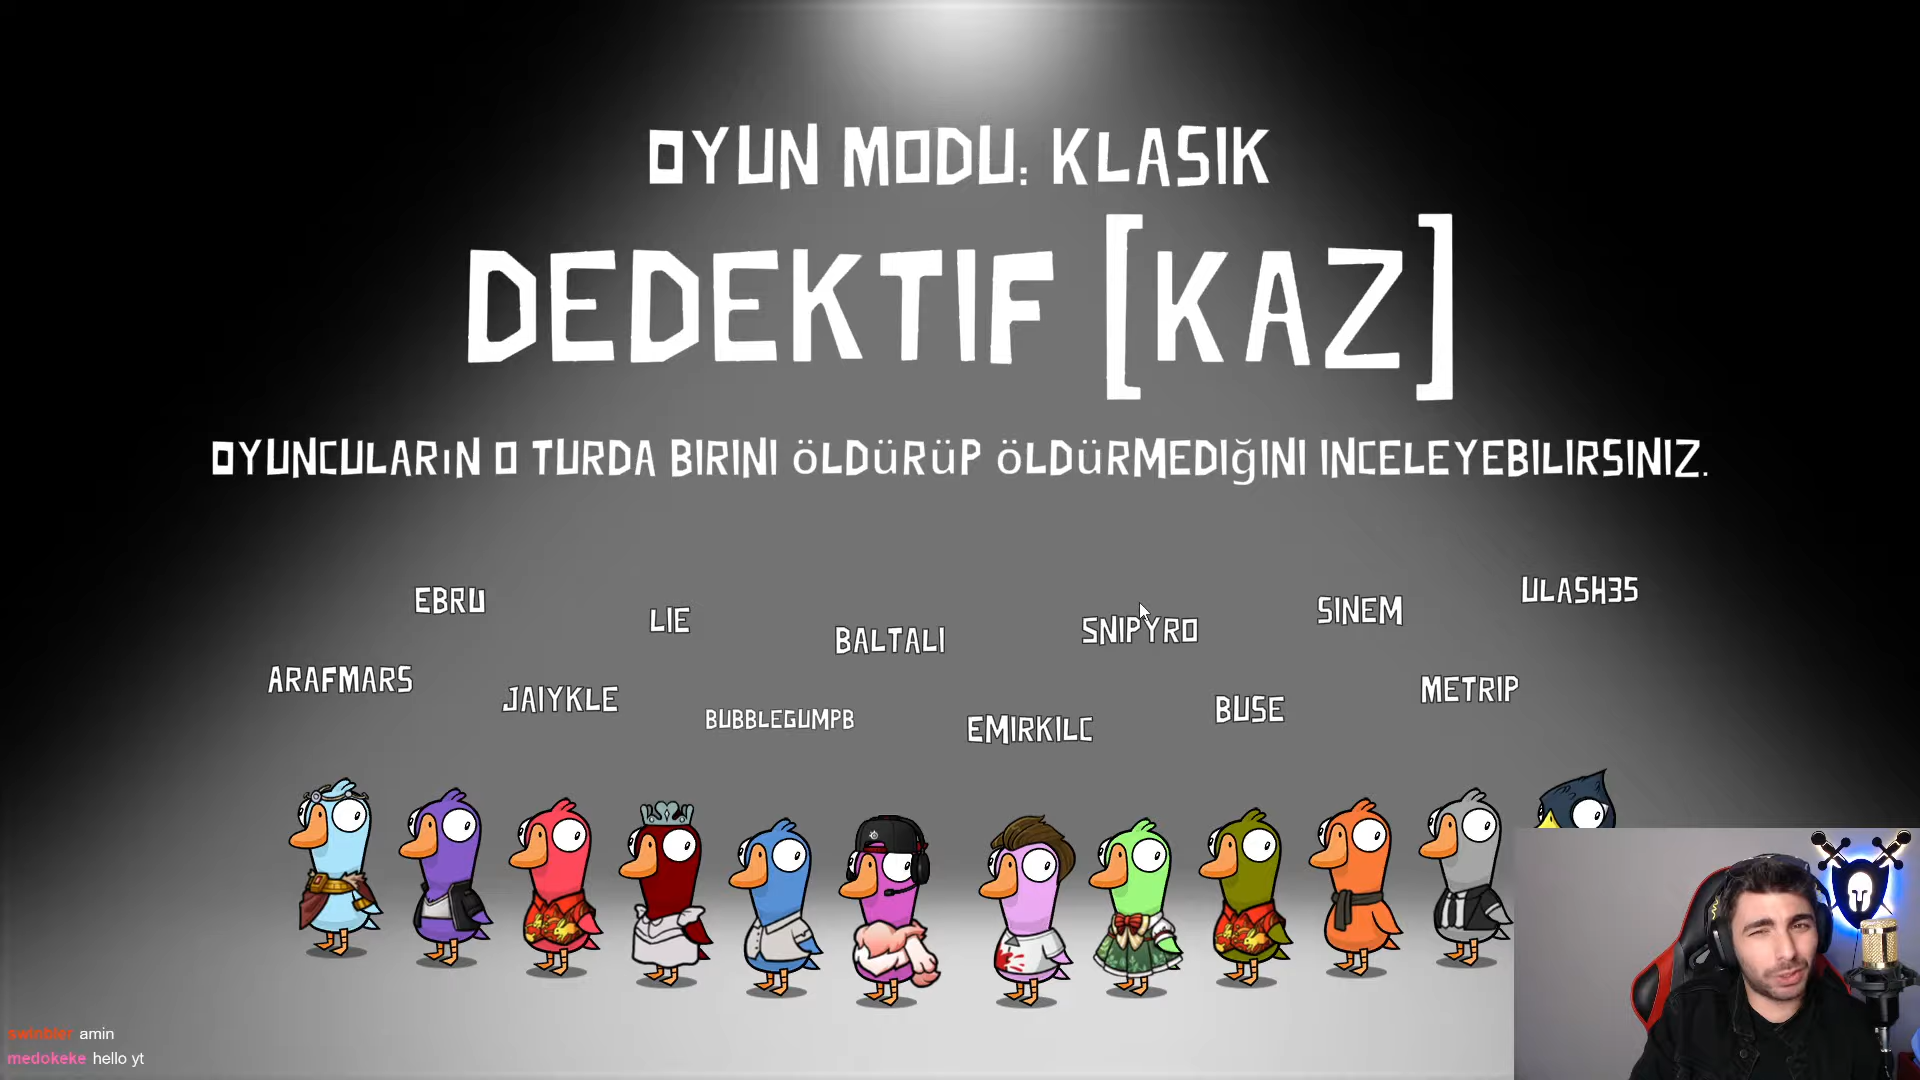 OYUN MODU: KLASIK
DEDEKTIF [KAZ]
OYUNCULARıN O TURDA BIRINI öLDüRüP öLDüRMEDIğINI INCELEYEBILIRSINIZ.
EBRU
LIE
BALTALI
SNIPYRO
SINEM
ULASH35
ARAFMARS
JAIYKLE
BUBBLEGUMPB
EMIRKILC
BUSE
METRIP
swinbler amin
medokeke hello yt